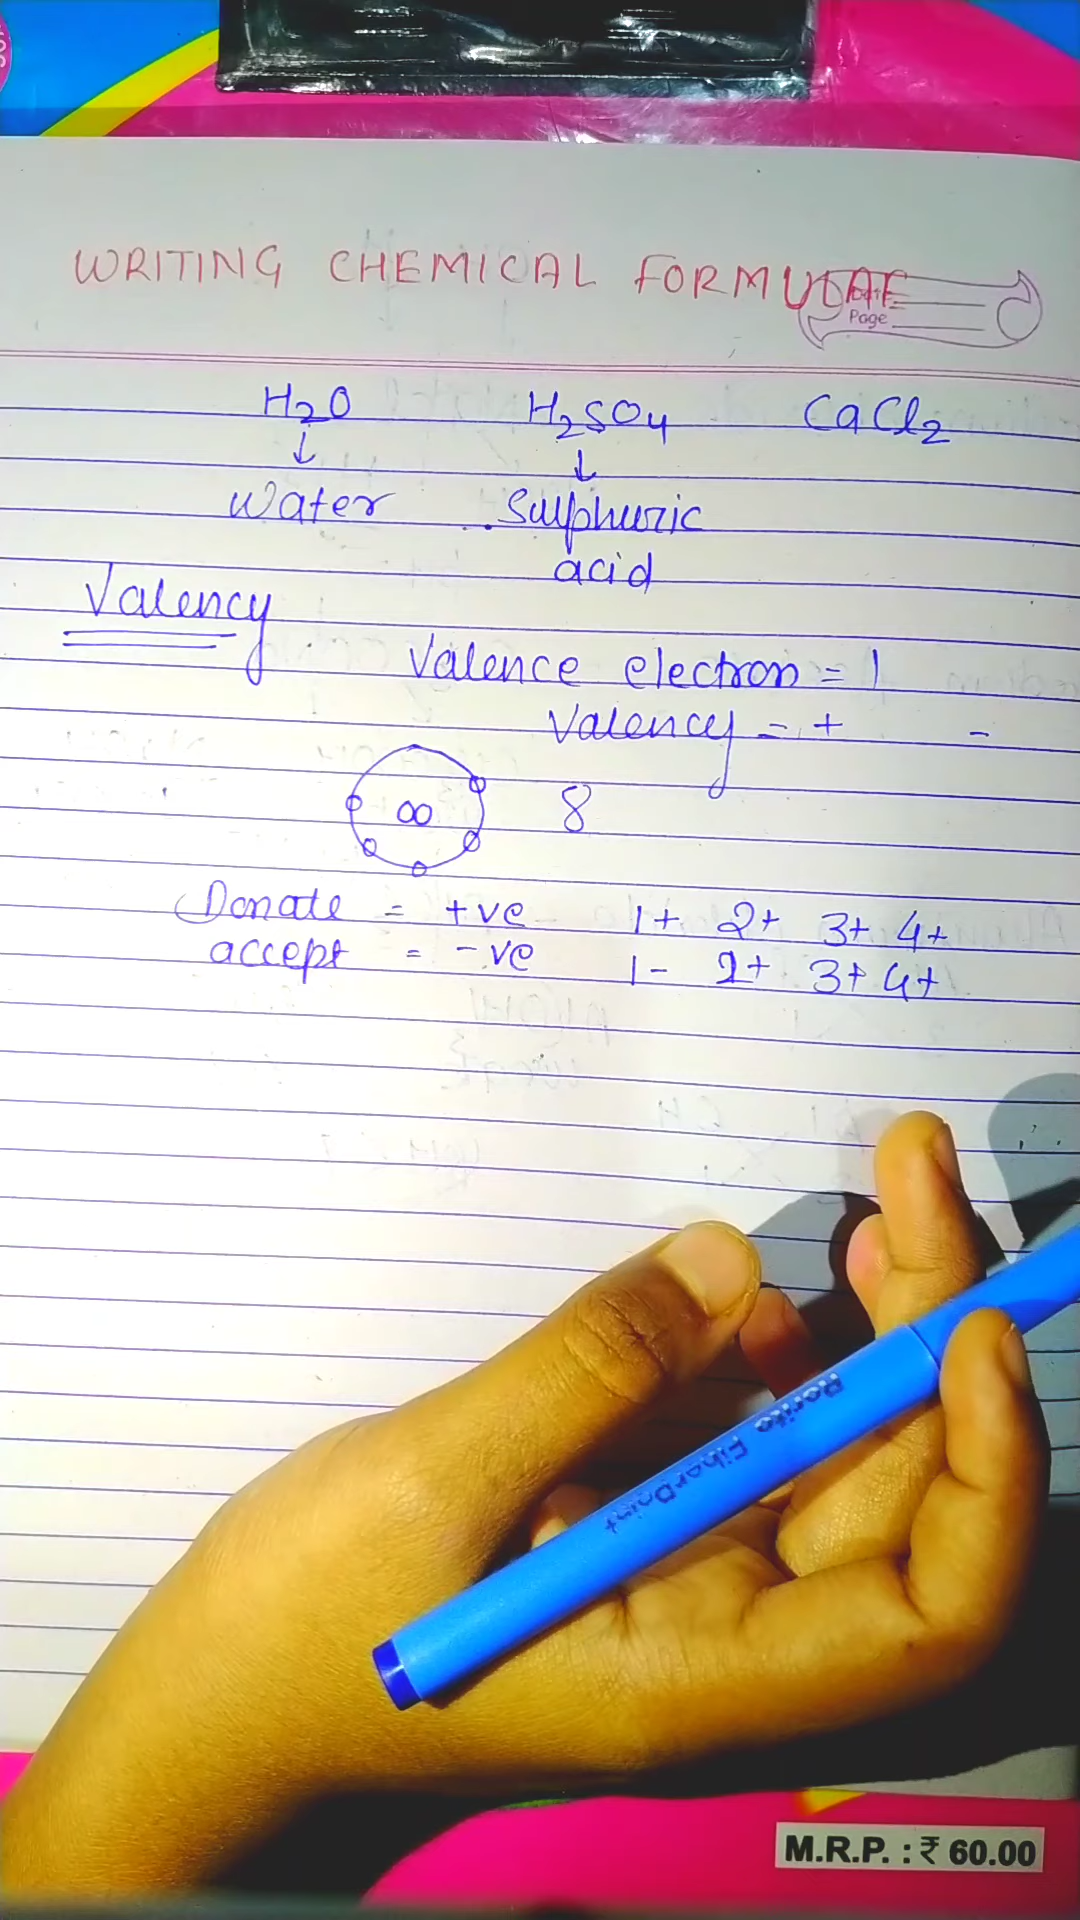 WRITING CHEMICAL FORMULAE
Page
H2O H2SO4 CaCl2
↓ ↓
Water Sulphuric
acid
Valency
Valence electron = 1
Valency = + -
8
Donate = +ve 1+ 2+ 3+ 4+
accept = -ve 1- 2+ 3+ 4+
Rorito FiberPoint
M.R.P. : ₹ 60.00